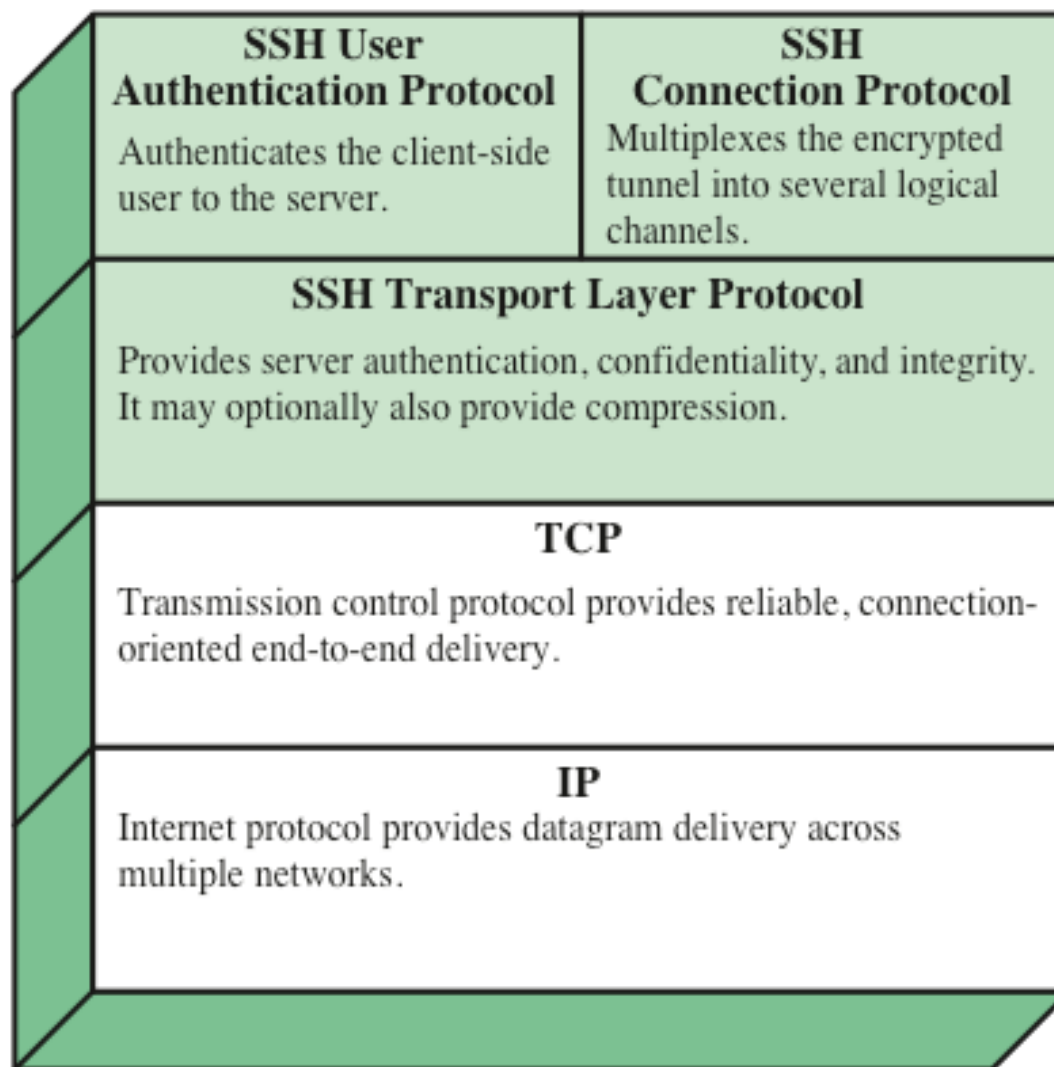 SSH User
Authentication Protocol
Authenticates the client-side
user to the server.
SSH
Connection Protocol
Multiplexes the encrypted
tunnel into several logical
channels.
SSH Transport Layer Protocol
Provides server authentication, confidentiality, and integrity.
It may optionally also provide compression.
TCP
Transmission control protocol provides reliable, connection-
oriented end-to-end delivery.
IP
Internet protocol provides datagram delivery across
multiple networks.